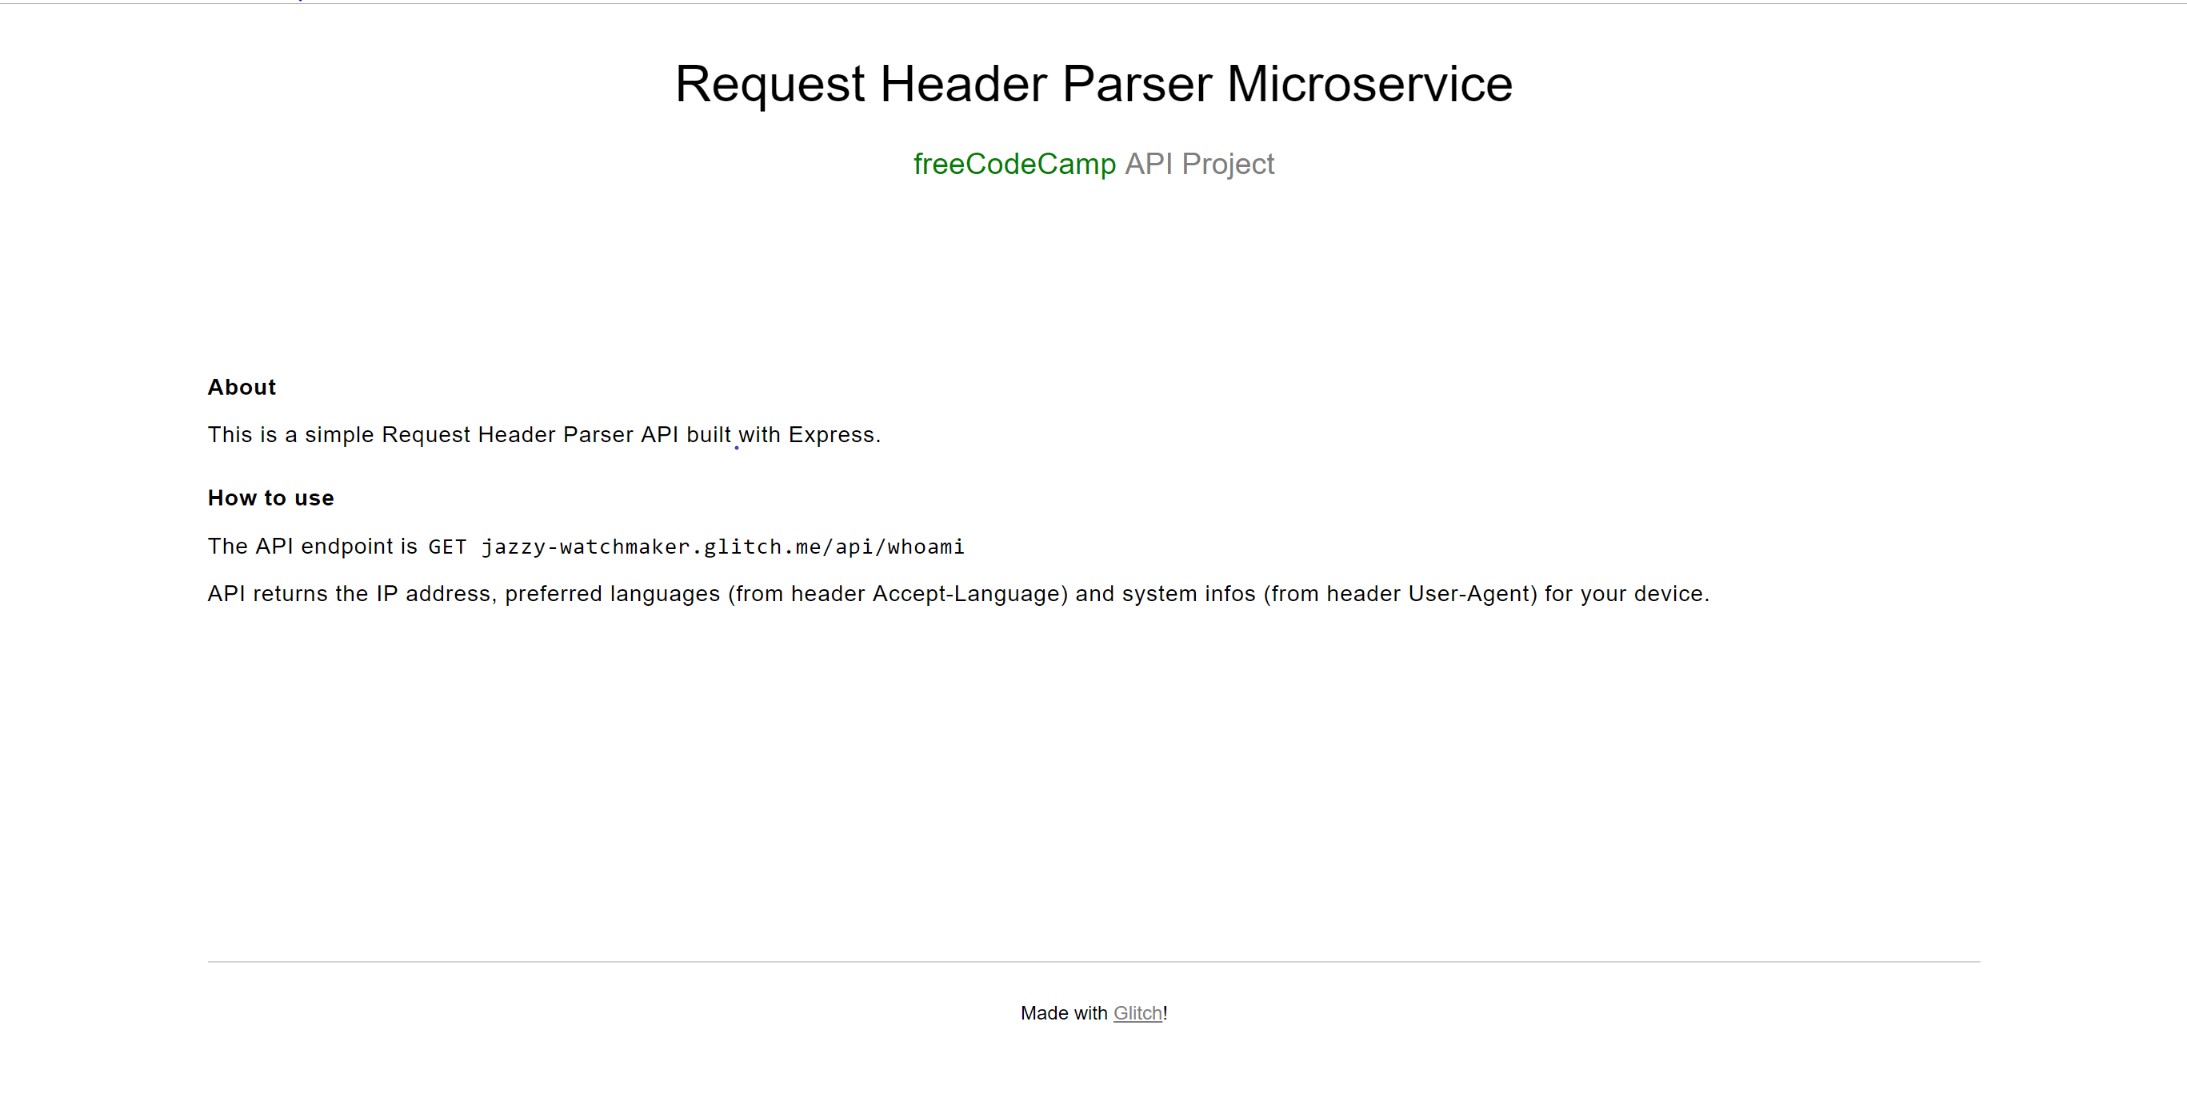 Request Header Parser Microservice
freeCodeCamp API Project
About
This is a simple Request Header Parser API built with Express.
How to use
The API endpoint is GET jazzy-watchmaker.glitch.me/api/whoami
API returns the IP address, preferred languages (from header Accept-Language) and system infos (from header User-Agent) for your device.
Made with Glitch!